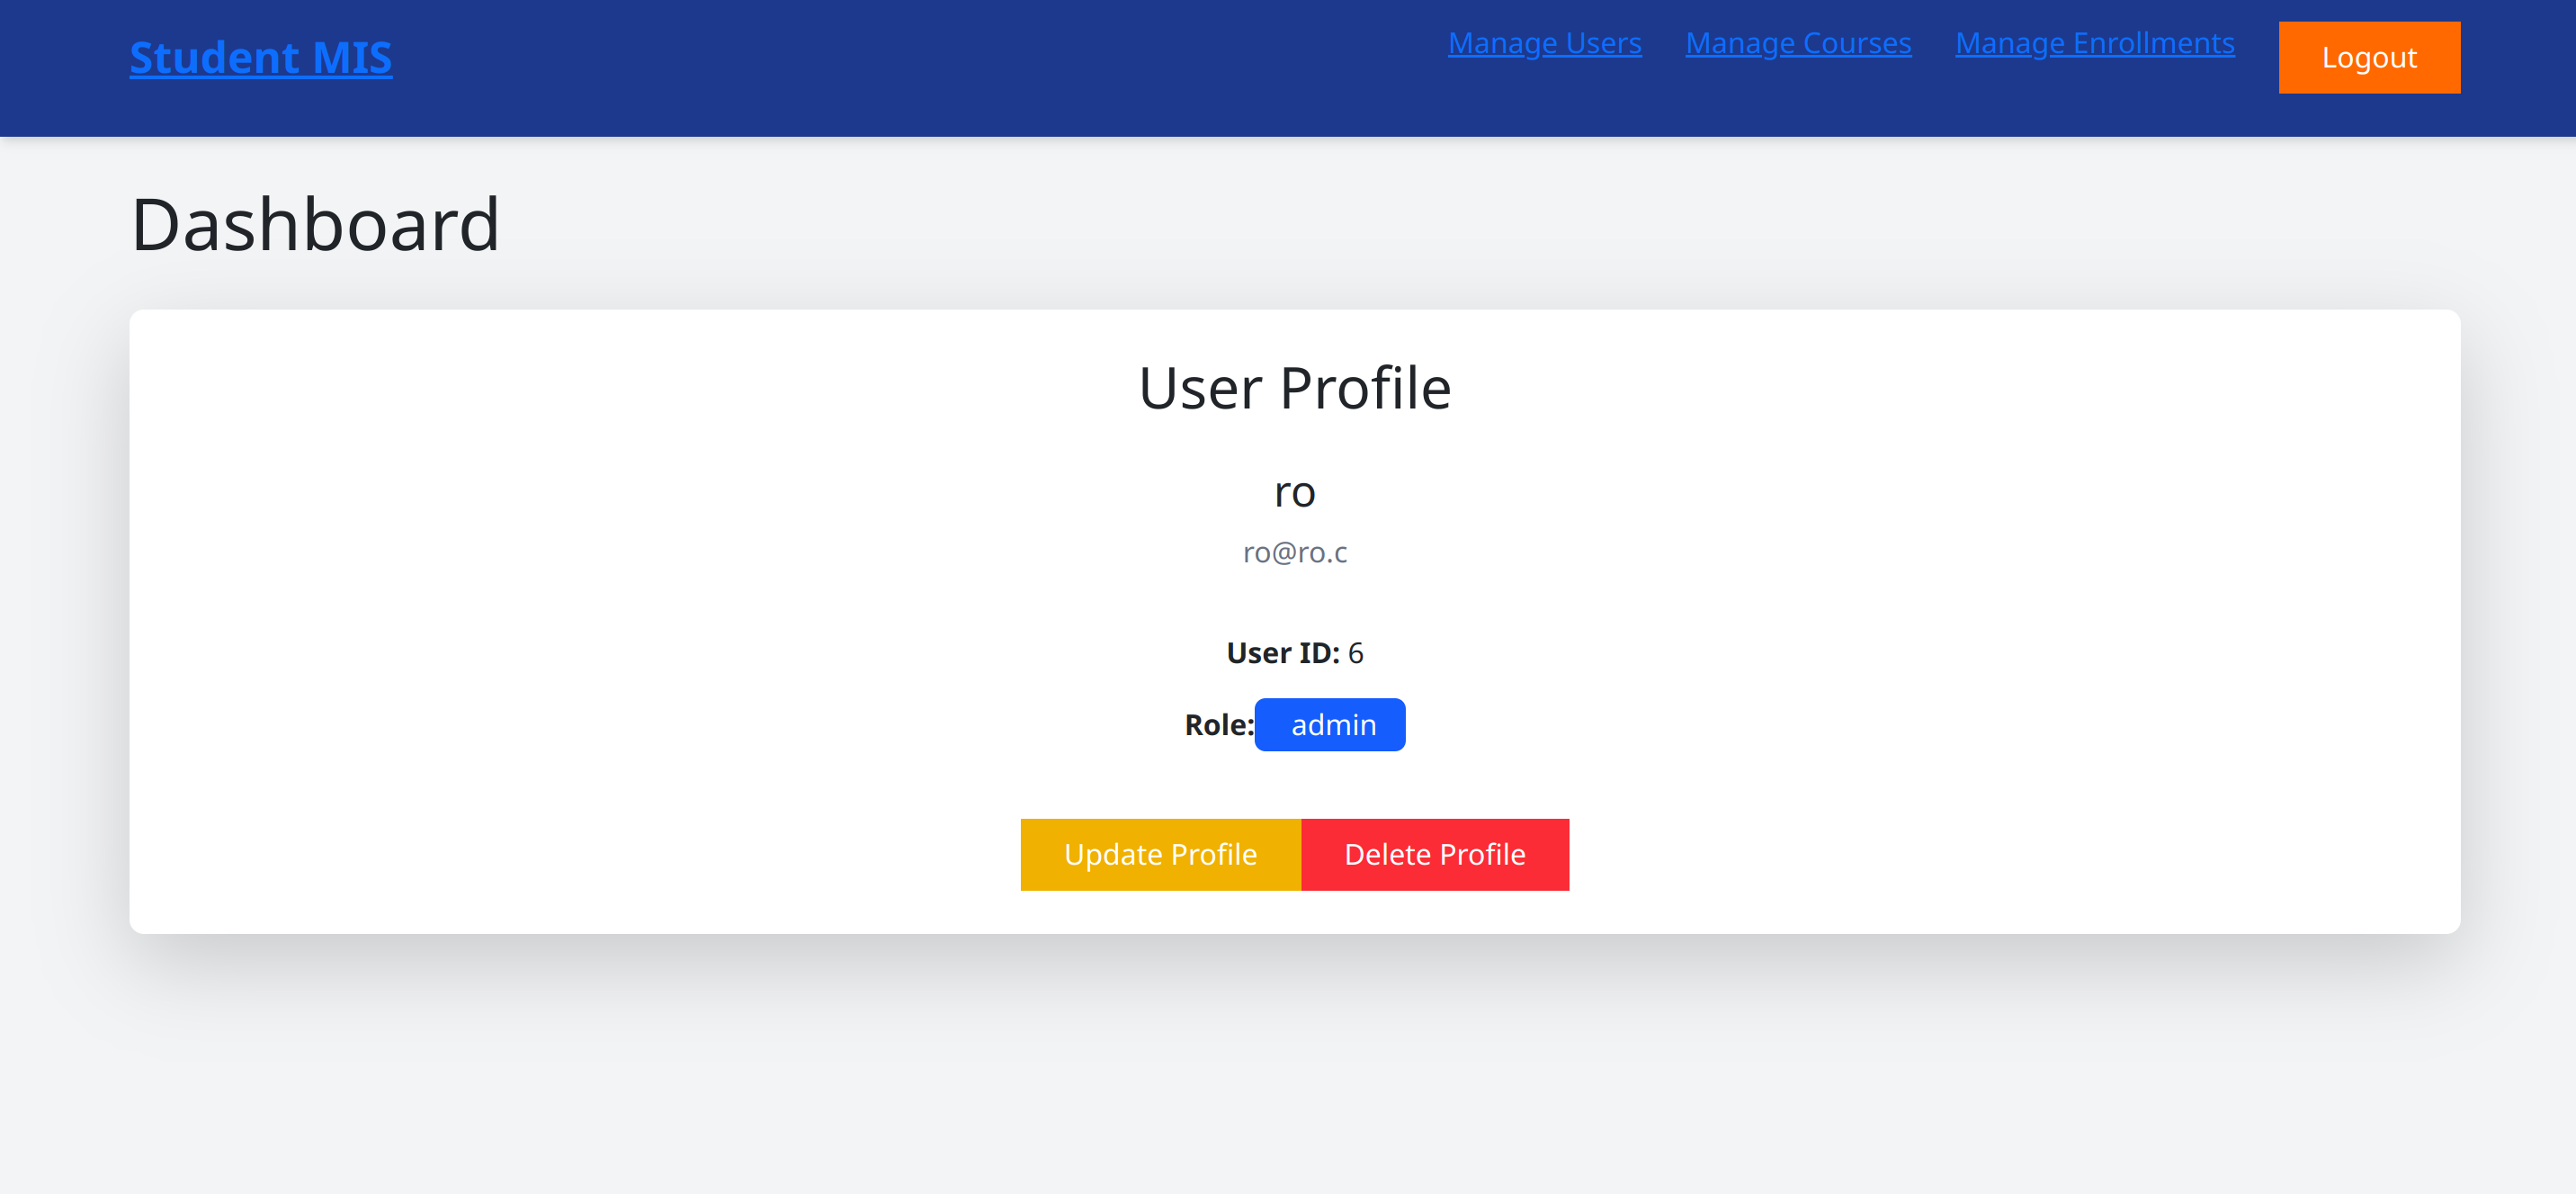 Student MIS
Manage Users Manage Courses Manage Enrollments Logout
Dashboard
User Profile
ro
ro@ro.c
User ID: 6
Role: admin
Update Profile Delete Profile